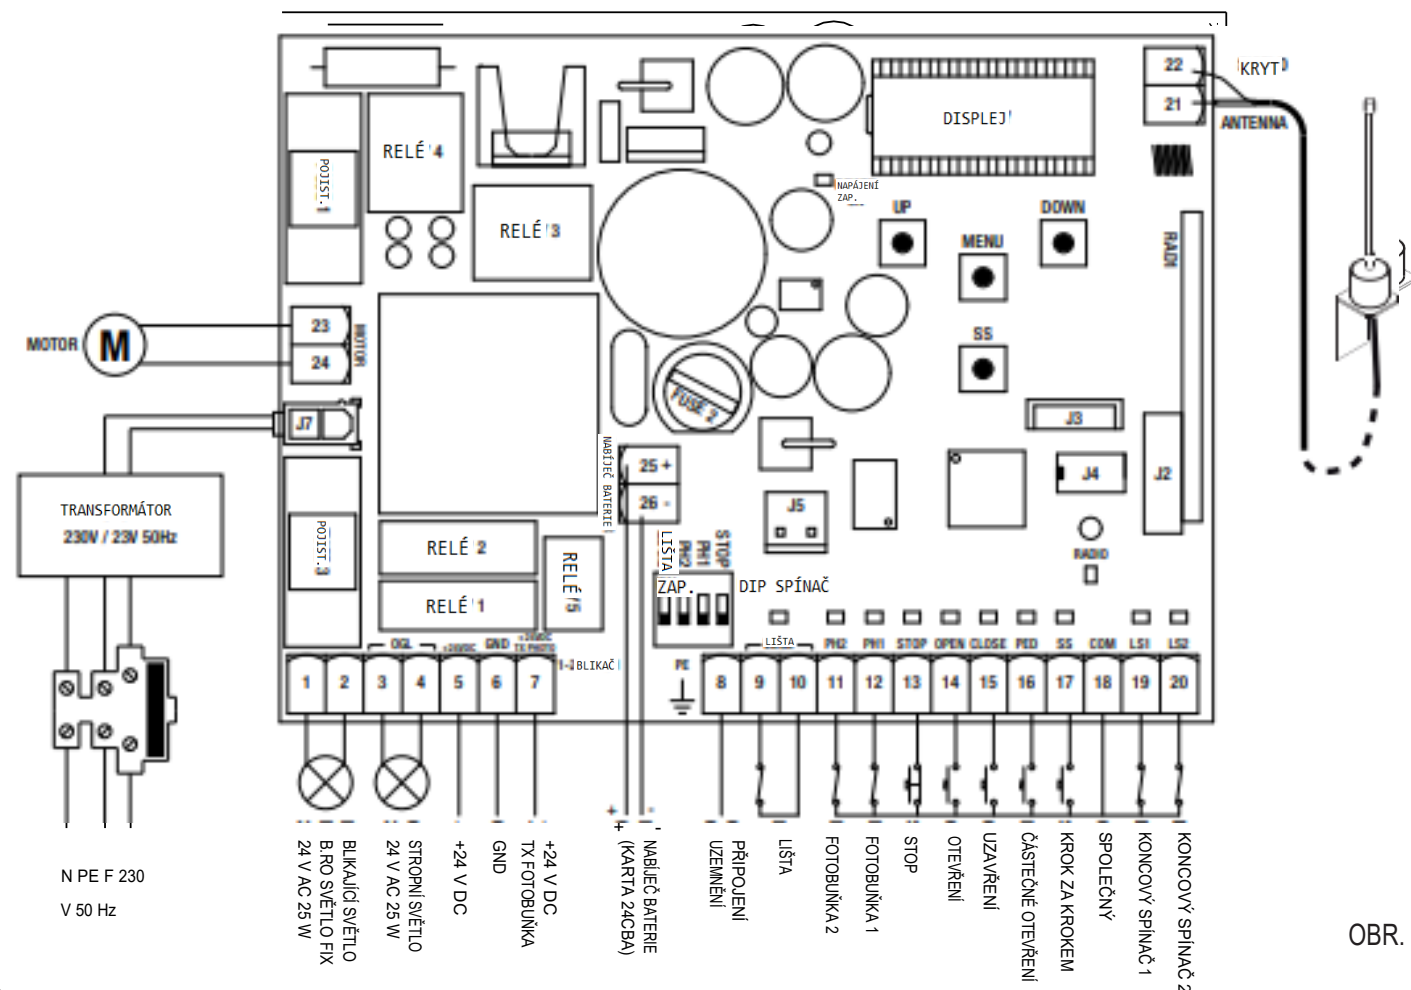 22
KRYT
21
ANTENNA
DISPLEJ
RELÉ 4
POJIST.1
NAPÁJENÍ
ZAP.
RELÉ 3
UP
DOWN
MENU
RADI
SS
23
24
MOTOR
MOTOR
M
FUSE 2
J7
J3
NABÍJEČ BATERIE
25 +
26 -
J4
J2
J5
TRANSFORMÁTOR
230V / 23V 50Hz
POJIST.3
RELÉ 2
RELÉ 1
RELÉ 5
LIŠTA
PH2
PH1
STOP
ZAP.
DIP SPÍNAČ
RADIO
OGL
+24VDC
GND
+24VDC
TX PHOTO
BLIKAČ
PE
LIŠTA
PH2
PH1
STOP
OPEN
CLOSE
PED
SS
COM
LS1
LS2
1
2
3
4
5
6
7
8
9
10
11
12
13
14
15
16
17
18
19
20
+
-
+
-
BLIKAJÍCÍ SVĚTLO
B.RO SVĚTLO FIX
24 V AC 25 W
STROPNÍ SVĚTLO
24 V AC 25 W
+24 V DC
GND
+24 V DC
TX FOTOBUŇKA
NABÍJEČ BATERIE
(KARTA 24CBA)
PŘIPOJENÍ
UZEMNĚNÍ
LIŠTA
FOTOBUŇKA 2
FOTOBUŇKA 1
STOP
OTEVŘENÍ
UZAVŘENÍ
ČÁSTEČNÉ OTEVŘENÍ
KROK ZA KROKEM
SPOLEČNÝ
KONCOVÝ SPÍNAČ 1
KONCOVÝ SPÍNAČ 2
N PE F 230
V 50 Hz
OBR.